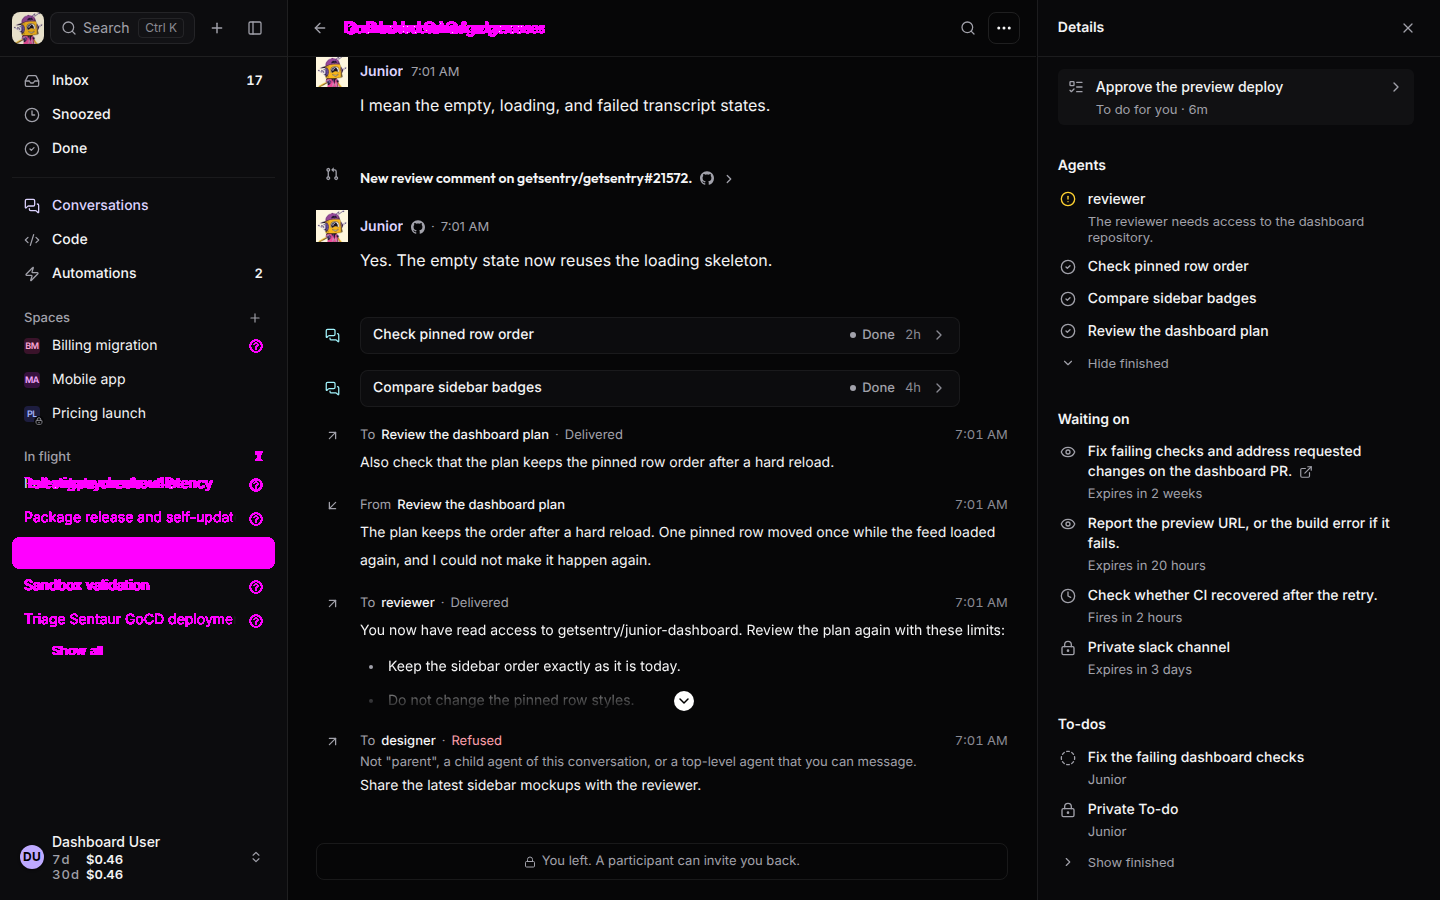 Search Ctrl K
Inbox 17
Snoozed
Done
Conversations
Code
Automations 2
Spaces
BM Billing migration
MA Mobile app
PL Pricing launch
In flight
Package release and self-updat
Sandbox validation
Triage Sentaur GoCD deployme
Show all
DU Dashboard User
7d $0.46
30d $0.46
Junior 7:01 AM
I mean the empty, loading, and failed transcript states.
New review comment on getsentry/getsentry#21572.
Junior · 7:01 AM
Yes. The empty state now reuses the loading skeleton.
Check pinned row order Done 2h
Compare sidebar badges Done 4h
To Review the dashboard plan · Delivered 7:01 AM
Also check that the plan keeps the pinned row order after a hard reload.
From Review the dashboard plan 7:01 AM
The plan keeps the order after a hard reload. One pinned row moved once while the feed loaded
again, and I could not make it happen again.
To reviewer · Delivered 7:01 AM
You now have read access to getsentry/junior-dashboard. Review the plan again with these limits:
• Keep the sidebar order exactly as it is today.
• Do not change the pinned row styles.
To designer · Refused 7:01 AM
Not "parent", a child agent of this conversation, or a top-level agent that you can message.
Share the latest sidebar mockups with the reviewer.
You left. A participant can invite you back.
Details
Approve the preview deploy
To do for you · 6m
Agents
reviewer
The reviewer needs access to the dashboard
repository.
Check pinned row order
Compare sidebar badges
Review the dashboard plan
Hide finished
Waiting on
Fix failing checks and address requested
changes on the dashboard PR.
Expires in 2 weeks
Report the preview URL, or the build error if it
fails.
Expires in 20 hours
Check whether CI recovered after the retry.
Fires in 2 hours
Private slack channel
Expires in 3 days
To-dos
Fix the failing dashboard checks
Junior
Private To-do
Junior
Show finished